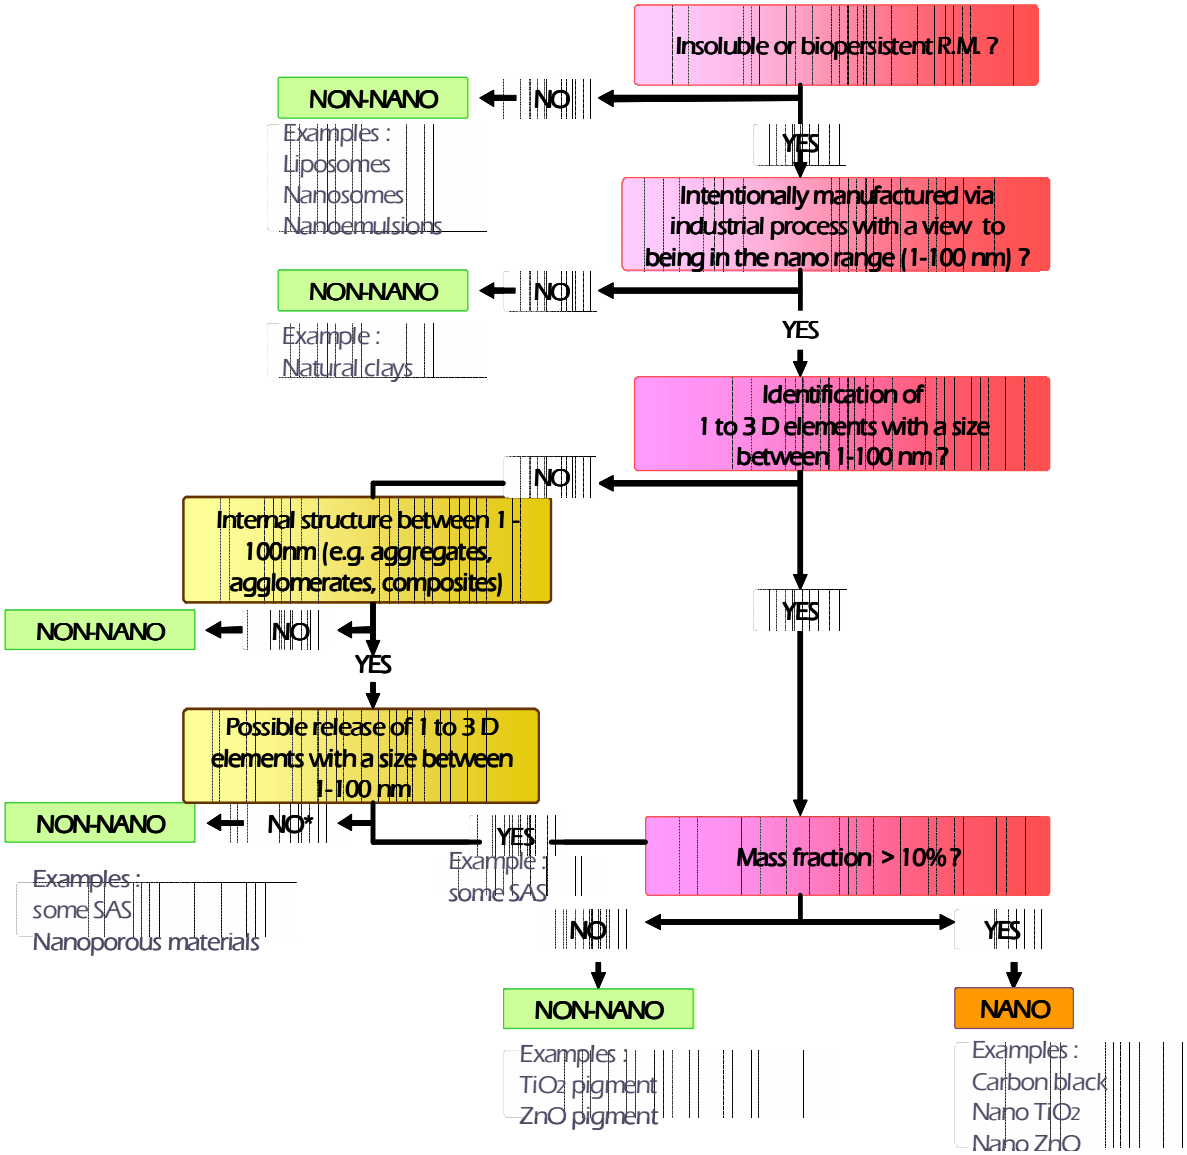 Insoluble or biopersistent R.M. ?
NON-NANO
NO
Examples :
Liposomes
Nanosomes
Nanoemulsions
YES
Intentionally manufactured via
industrial process with a view to
being in the nano range (1-100 nm) ?
NON-NANO
NO
Example :
Natural clays
YES
Identification of
1 to 3 D elements with a size
between 1-100 nm ?
NO
Internal structure between 1 -
100nm (e.g. aggregates,
agglomerates, composites)
YES
NON-NANO
NO
YES
Possible release of 1 to 3 D
elements with a size between
1-100 nm
NON-NANO
NO*
YES
Example :
some SAS
Mass fraction > 10% ?
Examples :
some SAS
Nanoporous materials
NO
YES
NON-NANO
NANO
Examples :
TiO2 pigment
ZnO pigment
Examples :
Carbon black
Nano TiO2
Nano ZnO